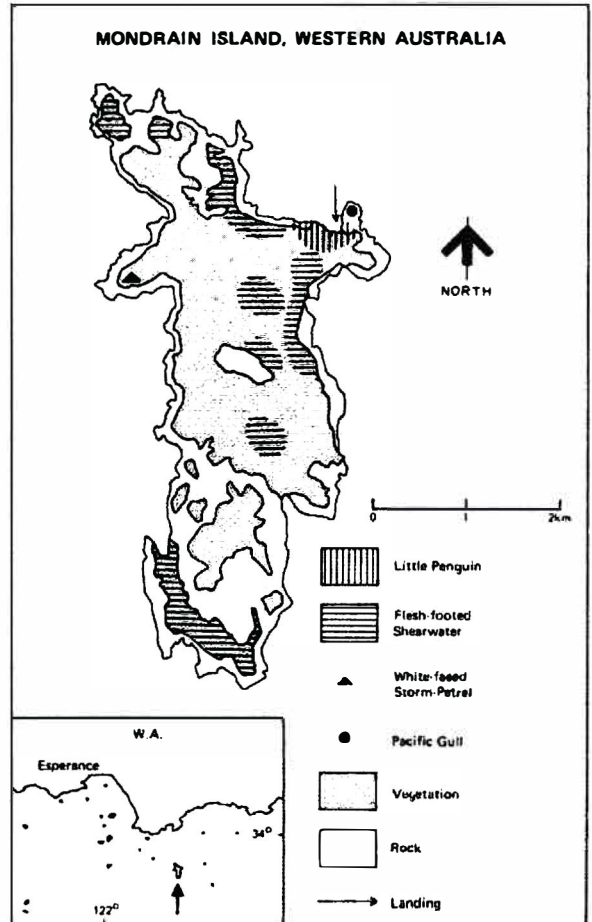 MONDRAIN ISLAND, WESTERN AUSTRALIA
NORTH
0 1 2km
Little Penguin
Flesh-footed
Shearwater
White-faced
Storm-Petrel
Pacific Gull
Vegetation
Rock
Landing
W.A.
Esperance
34°
122°